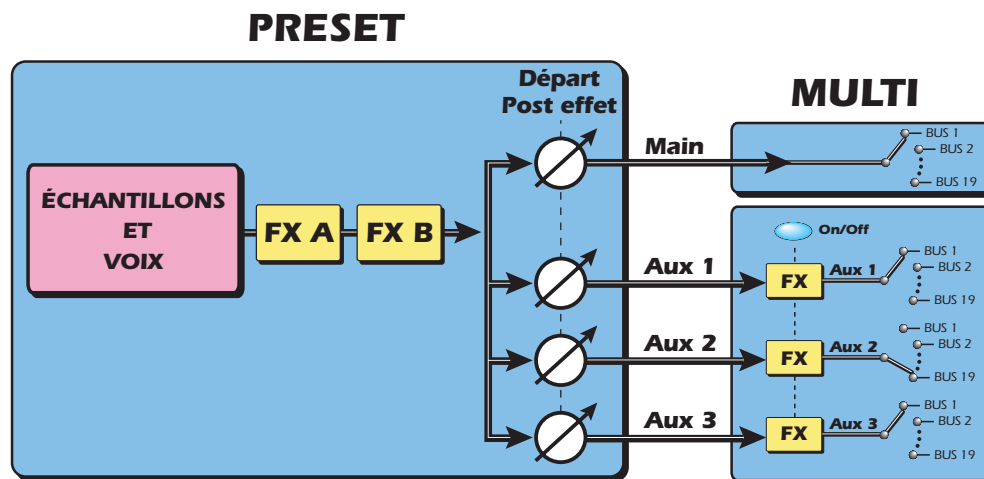 PRESET
Départ
Post effet
MULTI
ÉCHANTILLONS
ET
VOIX
FX A
FX B
Main
BUS 1
BUS 2
BUS 19
On/Off
Aux 1
FX
Aux 1
BUS 1
BUS 2
BUS 19
Aux 2
FX
Aux 2
BUS 1
BUS 2
BUS 19
Aux 3
FX
Aux 3
BUS 1
BUS 2
BUS 19